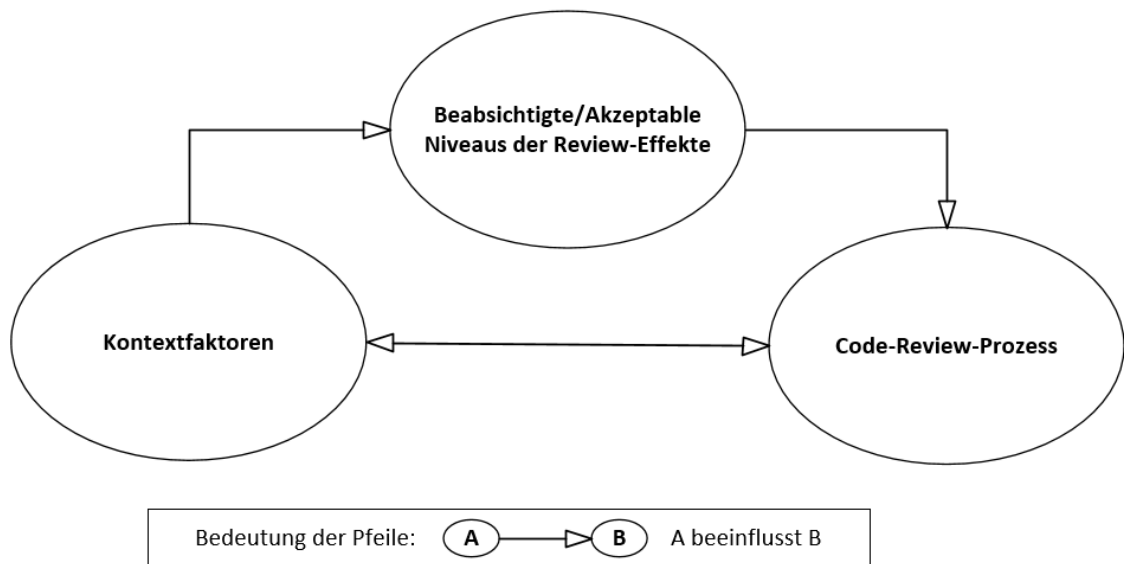 Beabsichtigte/Akzeptable
Niveaus der Review-Effekte
Kontextfaktoren
Code-Review-Prozess
Bedeutung der Pfeile: A B A beeinflusst B